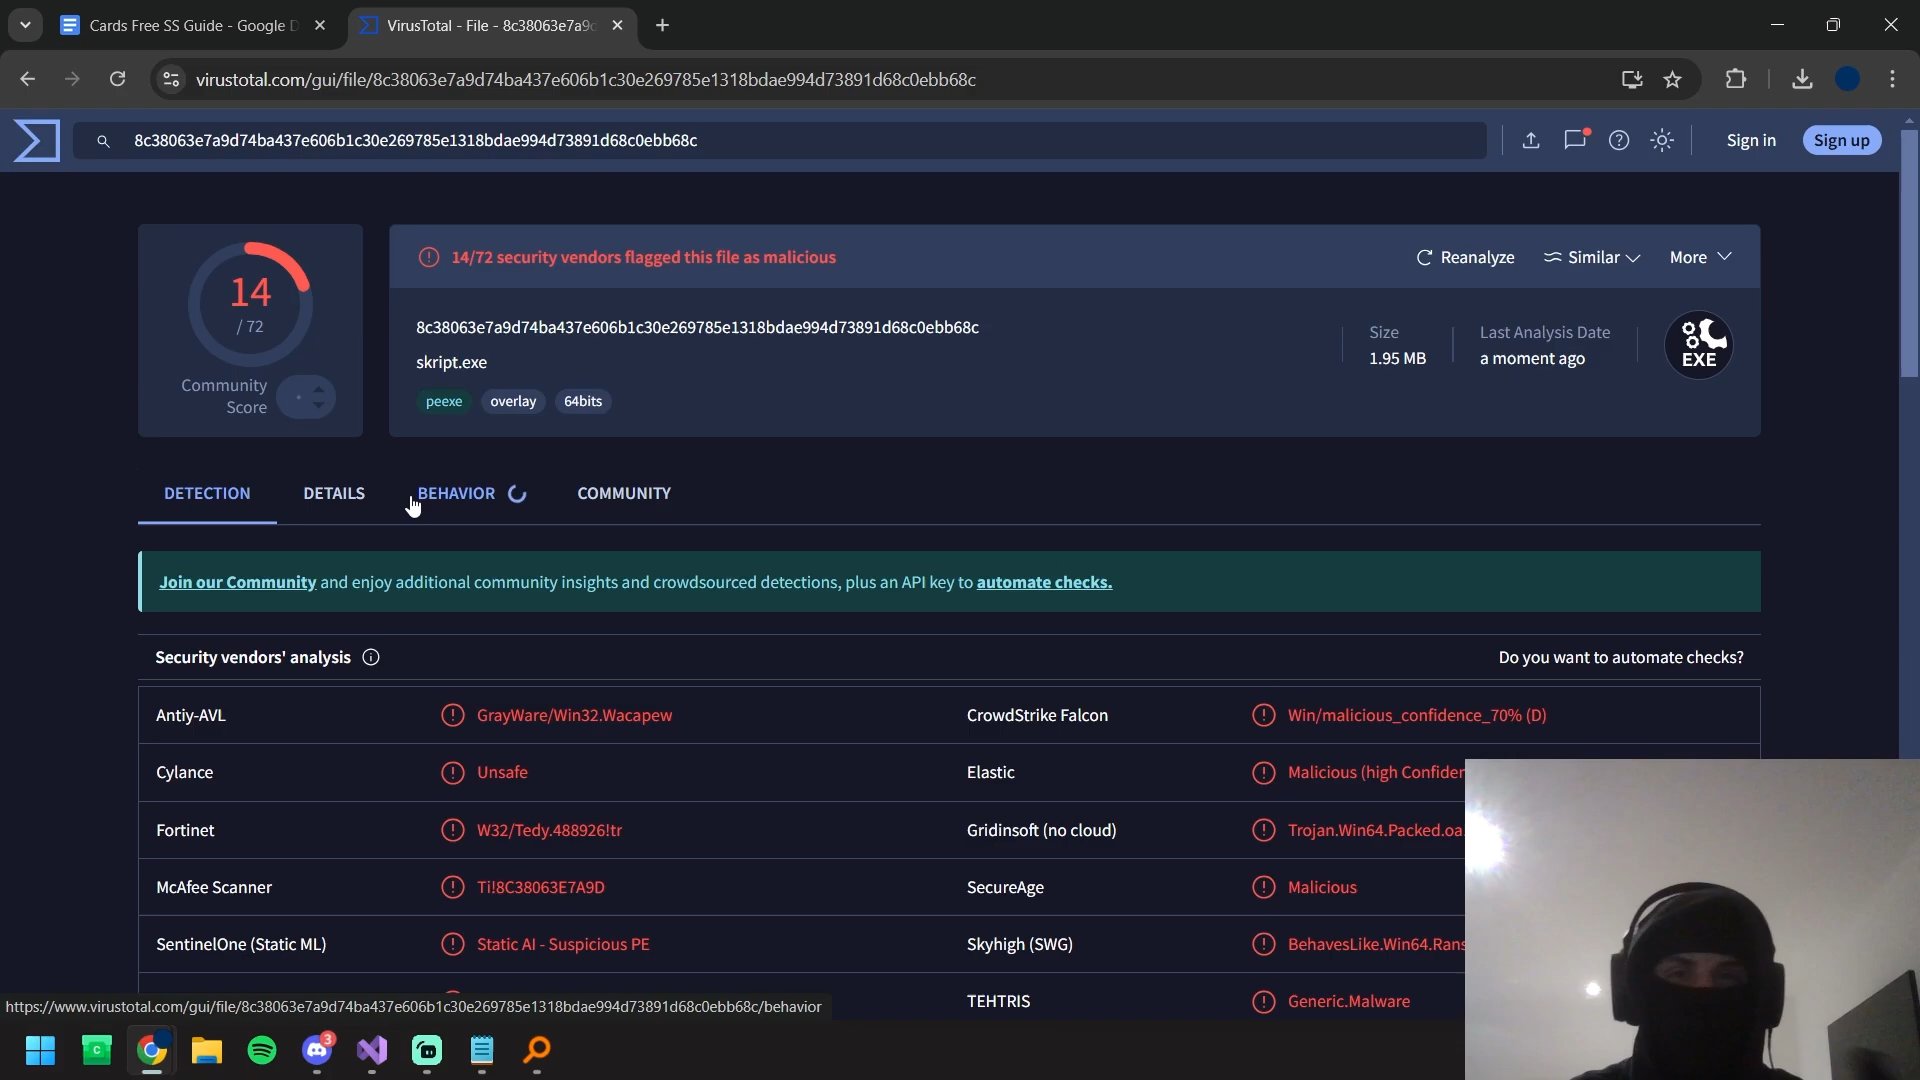 Cards Free SS Guide - Google D
VirusTotal - File - 8c38063e7a9d
virustotal.com/gui/file/8c38063e7a9d74ba437e606b1c30e269785e1318bdae994d73891d68c0ebb68c
8c38063e7a9d74ba437e606b1c30e269785e1318bdae994d73891d68c0ebb68c
Sign in
Sign up
14
/ 72
Community
Score
14/72 security vendors flagged this file as malicious
Reanalyze
Similar
More
8c38063e7a9d74ba437e606b1c30e269785e1318bdae994d73891d68c0ebb68c
skript.exe
peexe
overlay
64bits
Size
1.95 MB
Last Analysis Date
a moment ago
EXE
DETECTION
DETAILS
BEHAVIOR
COMMUNITY
Join our Community and enjoy additional community insights and crowdsourced detections, plus an API key to automate checks.
Security vendors' analysis
Do you want to automate checks?
Antiy-AVL
GrayWare/Win32.Wacapew
CrowdStrike Falcon
Win/malicious_confidence_70% (D)
Cylance
Unsafe
Elastic
Malicious (high Confiden
Fortinet
W32/Tedy.488926!tr
Gridinsoft (no cloud)
Trojan.Win64.Packed.oa
McAfee Scanner
Ti!8C38063E7A9D
SecureAge
Malicious
SentinelOne (Static ML)
Static AI - Suspicious PE
Skyhigh (SWG)
BehavesLike.Win64.Rans
TEHTRIS
Generic.Malware
https://www.virustotal.com/gui/file/8c38063e7a9d74ba437e606b1c30e269785e1318bdae994d73891d68c0ebb68c/behavior
C
3